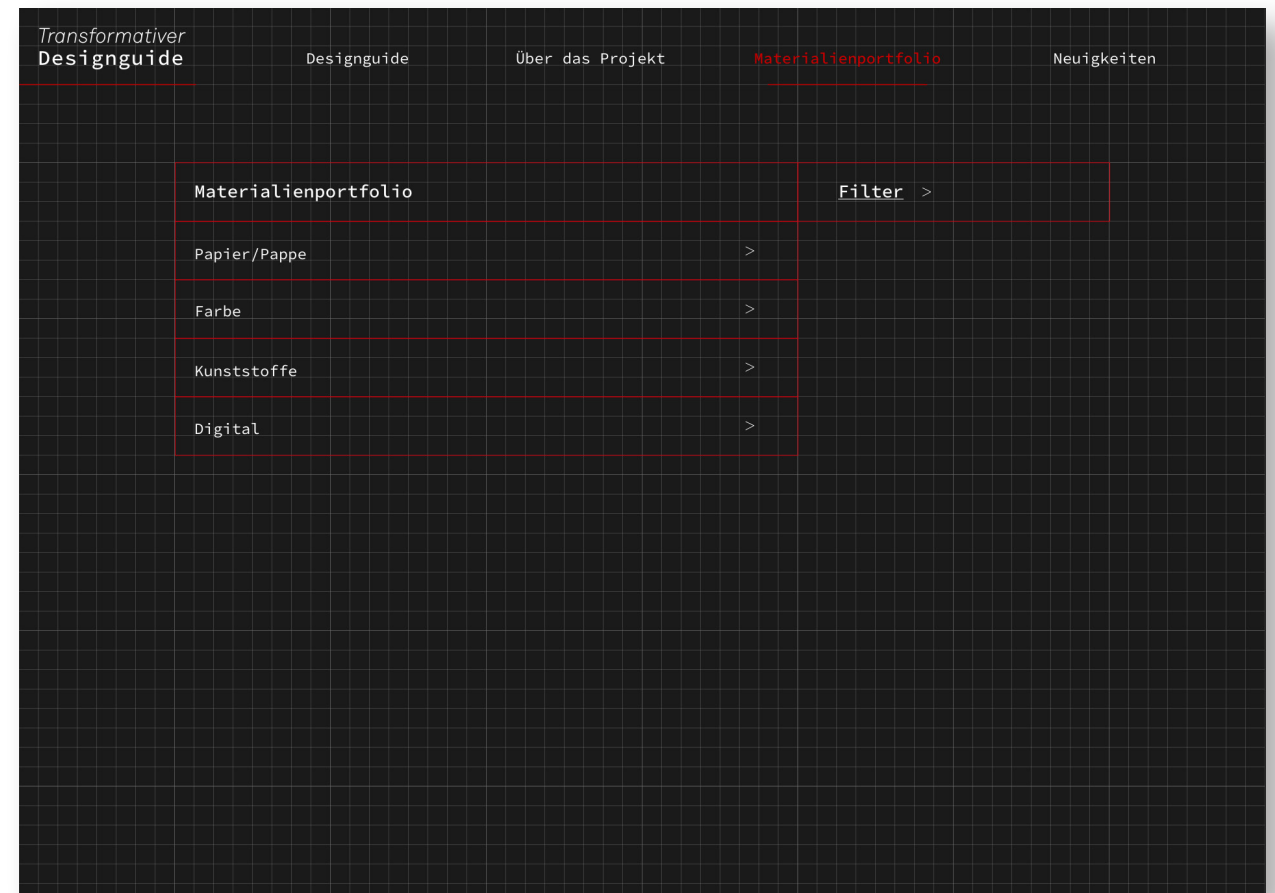 Transformativer
Designguide
Designguide Über das Projekt Materialienportfolio Neuigkeiten
Materialienportfolio Filter >
Papier/Pappe >
Farbe >
Kunststoffe >
Digital >